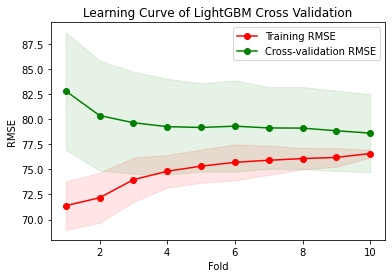 Learning Curve of LightGBM Cross Validation
Training RMSE
Cross-validation RMSE
87.5
85.0
82.5
80.0
77.5
75.0
72.5
70.0
RMSE
2
4
6
8
10
Fold